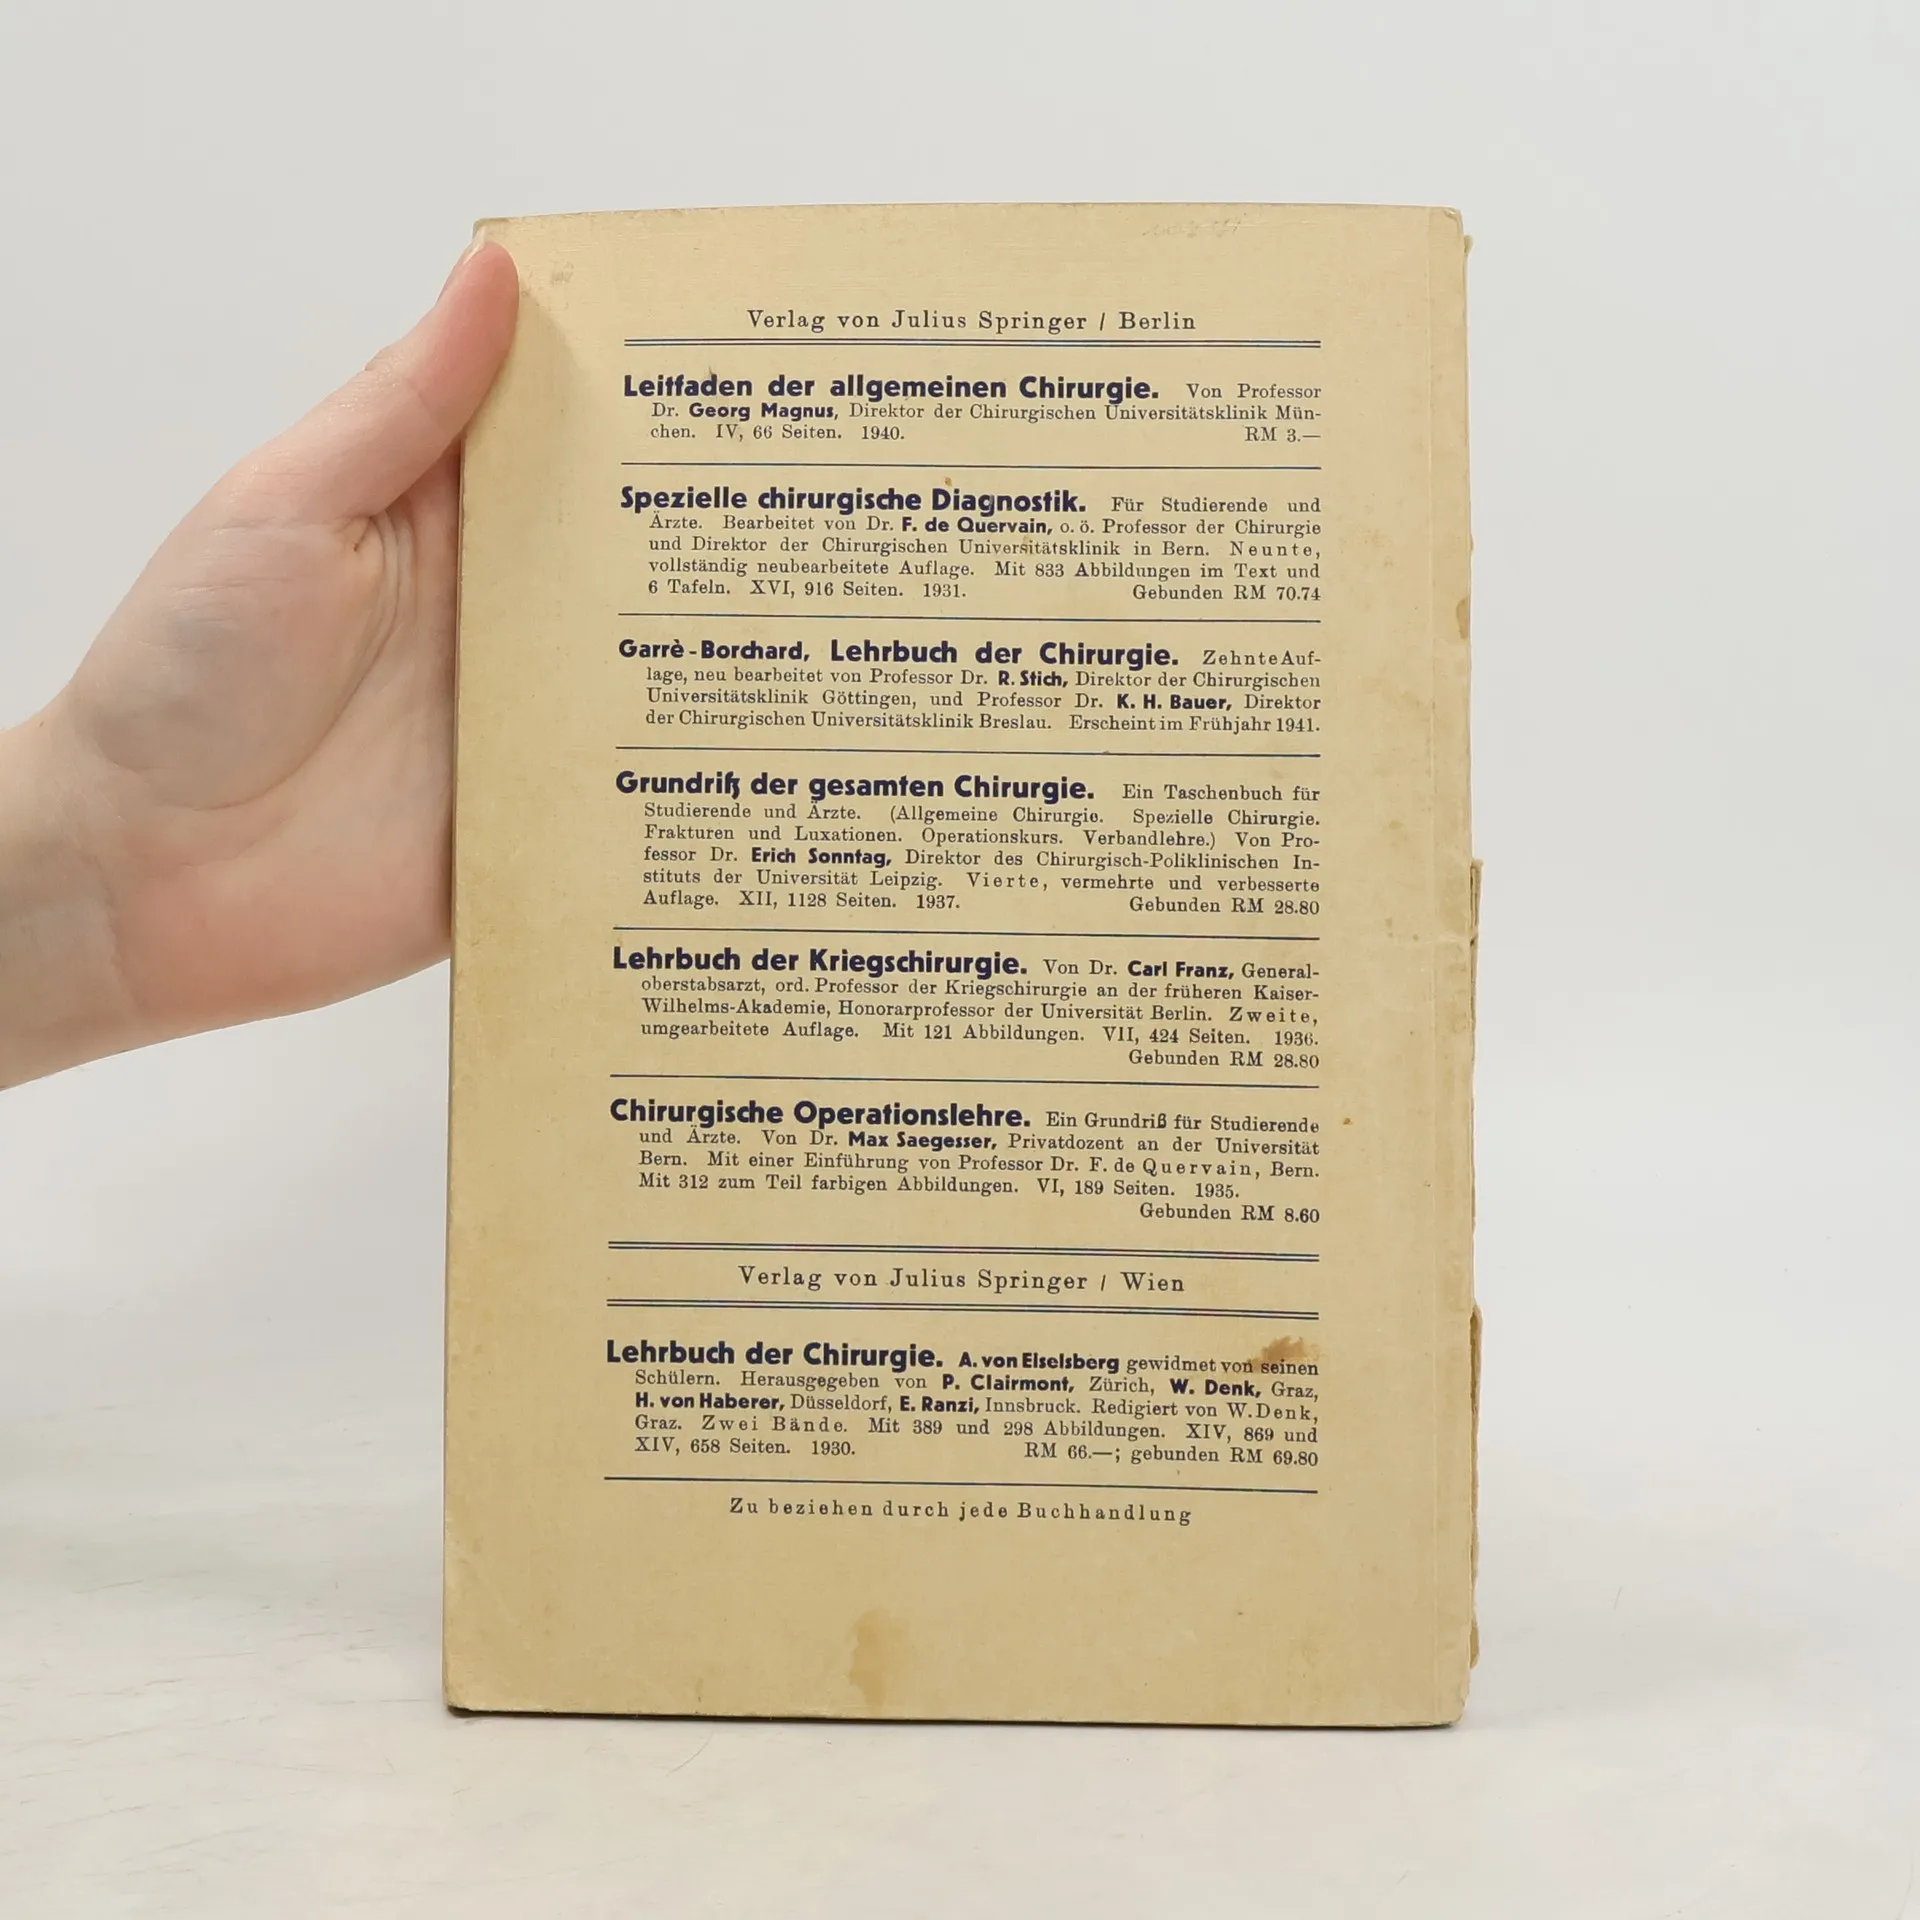 Verlag von Julius Springer / Berlin
Leitfaden der allgemeinen Chirurgie. Von Professor
Dr. Georg Magnus, Direktor der Chirurgischen Universitätsklinik Mün-
chen. IV, 66 Seiten. 1940. RM 3.—
Spezielle chirurgische Diagnostik. Für Studierende und
Ärzte. Bearbeitet von Dr. F. de Quervain, o. ö. Professor der Chirurgie
und Direktor der Chirurgischen Universitätsklinik in Bern. Neunte,
vollständig neubearbeitete Auflage. Mit 833 Abbildungen im Text und
6 Tafeln. XVI, 916 Seiten. 1931. Gebunden RM 70.74
Garrè-Borchard, Lehrbuch der Chirurgie. Zehnte Auf-
lage, neu bearbeitet von Professor Dr. R. Stich, Direktor der Chirurgischen
Universitätsklinik Göttingen, und Professor Dr. K. H. Bauer, Direktor
der Chirurgischen Universitätsklinik Breslau. Erscheint im Frühjahr 1941.
Grundriß der gesamten Chirurgie. Ein Taschenbuch für
Studierende und Ärzte. (Allgemeine Chirurgie. Spezielle Chirurgie.
Frakturen und Luxationen. Operationskurs. Verbandlehre.) Von Pro-
fessor Dr. Erich Sonntag, Direktor des Chirurgisch-Poliklinischen In-
stituts der Universität Leipzig. Vierte, vermehrte und verbesserte
Auflage. XII, 1128 Seiten. 1937. Gebunden RM 28.80
Lehrbuch der Kriegschirurgie. Von Dr. Carl Franz, General-
oberstabsarzt, ord. Professor der Kriegschirurgie an der früheren Kaiser-
Wilhelms-Akademie, Honorarprofessor der Universität Berlin. Zweite,
umgearbeitete Auflage. Mit 121 Abbildungen. VII, 424 Seiten. 1936.
Gebunden RM 28.80
Chirurgische Operationslehre. Ein Grundriß für Studierende
und Ärzte. Von Dr. Max Saegesser, Privatdozent an der Universität
Bern. Mit einer Einführung von Professor Dr. F. de Quervain, Bern.
Mit 312 zum Teil farbigen Abbildungen. VI, 189 Seiten. 1935.
Gebunden RM 8.60
Verlag von Julius Springer / Wien
Lehrbuch der Chirurgie. A. von Eiselsberg gewidmet von seinen
Schülern. Herausgegeben von P. Clairmont, Zürich, W. Denk, Graz,
H. von Haberer, Düsseldorf, E. Ranzi, Innsbruck. Redigiert von W. Denk,
Graz. Zwei Bände. Mit 389 und 298 Abbildungen. XIV, 869 und
XIV, 658 Seiten. 1930. RM 66.—; gebunden RM 69.80
Zu beziehen durch jede Buchhandlung